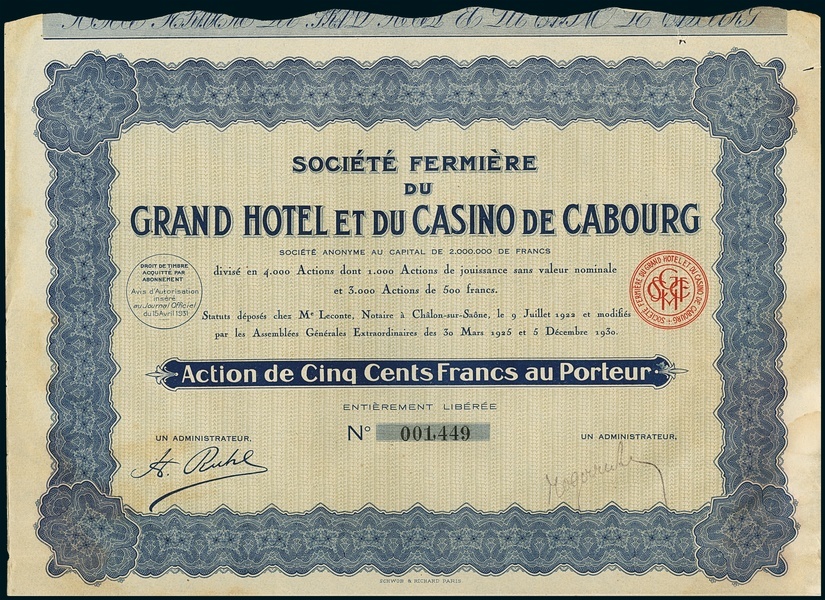 SOCIÉTÉ FERMIÈRE
DU
GRAND HOTEL ET DU CASINO DE CABOURG
SOCIÉTÉ ANONYME AU CAPITAL DE 2.000.000 DE FRANCS
divisé en 4.000 Actions dont 1.000 Actions de jouissance sans valeur nominale
et 3.000 Actions de 500 francs.
DROIT DE TIMBRE
ACQUITTÉ PAR
ABONNEMENT
Avis d'Autorisation
inséré
au Journal Officiel
du 15 Avril 1931
SOCIÉTÉ FERMIÈRE DU GRAND HOTEL ET DU CASINO DE CABOURG
Statuts déposés chez Me Leconte, Notaire à Châlon-sur-Saône, le 9 Juillet 1922 et modifiés
par les Assemblées Générales Extraordinaires des 30 Mars 1925 et 5 Décembre 1930.
Action de Cinq Cents Francs au Porteur
ENTIÈREMENT LIBÉRÉE
No 001,449
UN ADMINISTRATEUR,
UN ADMINISTRATEUR,
A. Ruhl
SCHWOB & RICHARD PARIS